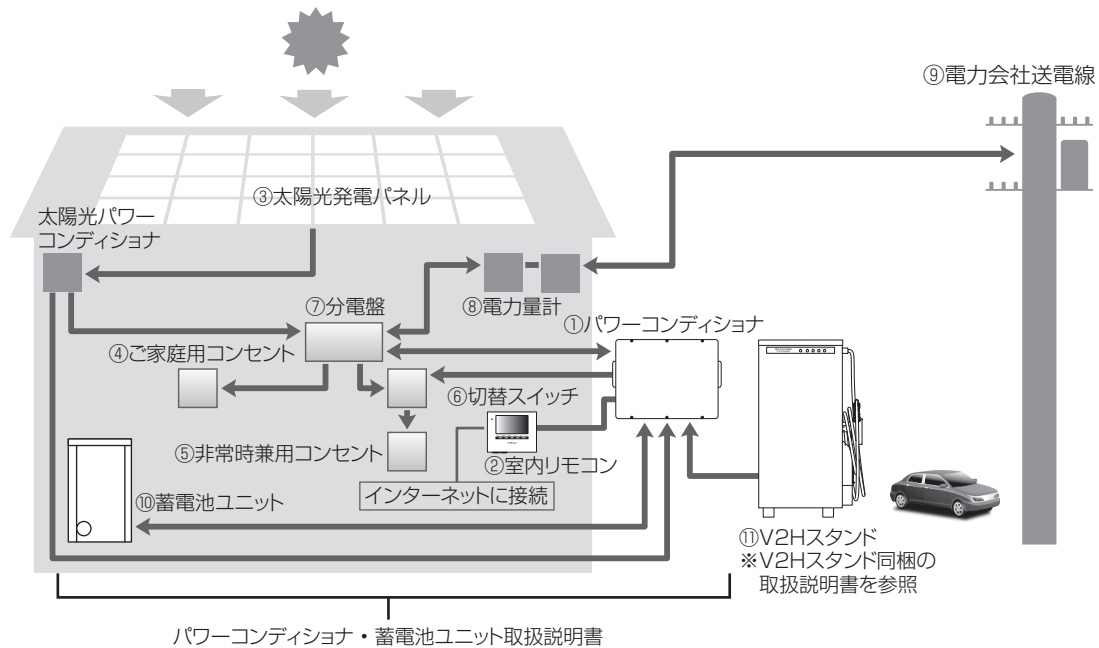 ⑨電力会社送電線
③太陽光発電パネル
太陽光パワー
コンディショナ
⑧電力量計
⑦分電盤
①パワーコンディショナ
④ご家庭用コンセント
⑥切替スイッチ
⑤非常時兼用コンセント
②室内リモコン
インターネットに接続
⑩蓄電池ユニット
⑪V2Hスタンド
※V2Hスタンド同梱の
取扱説明書を参照
パワーコンディショナ・蓄電池ユニット取扱説明書